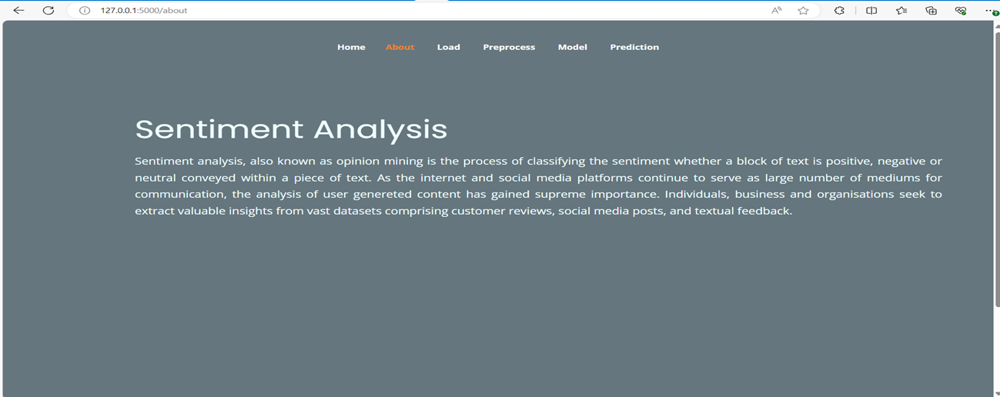 127.0.0.1:5000/about
Home About Load Preprocess Model Prediction
Sentiment Analysis
Sentiment analysis, also known as opinion mining is the process of classifying the sentiment whether a block of text is positive, negative or
neutral conveyed within a piece of text. As the internet and social media platforms continue to serve as large number of mediums for
communication, the analysis of user genereted content has gained supreme importance. Individuals, business and organisations seek to
extract valuable insights from vast datasets comprising customer reviews, social media posts, and textual feedback.